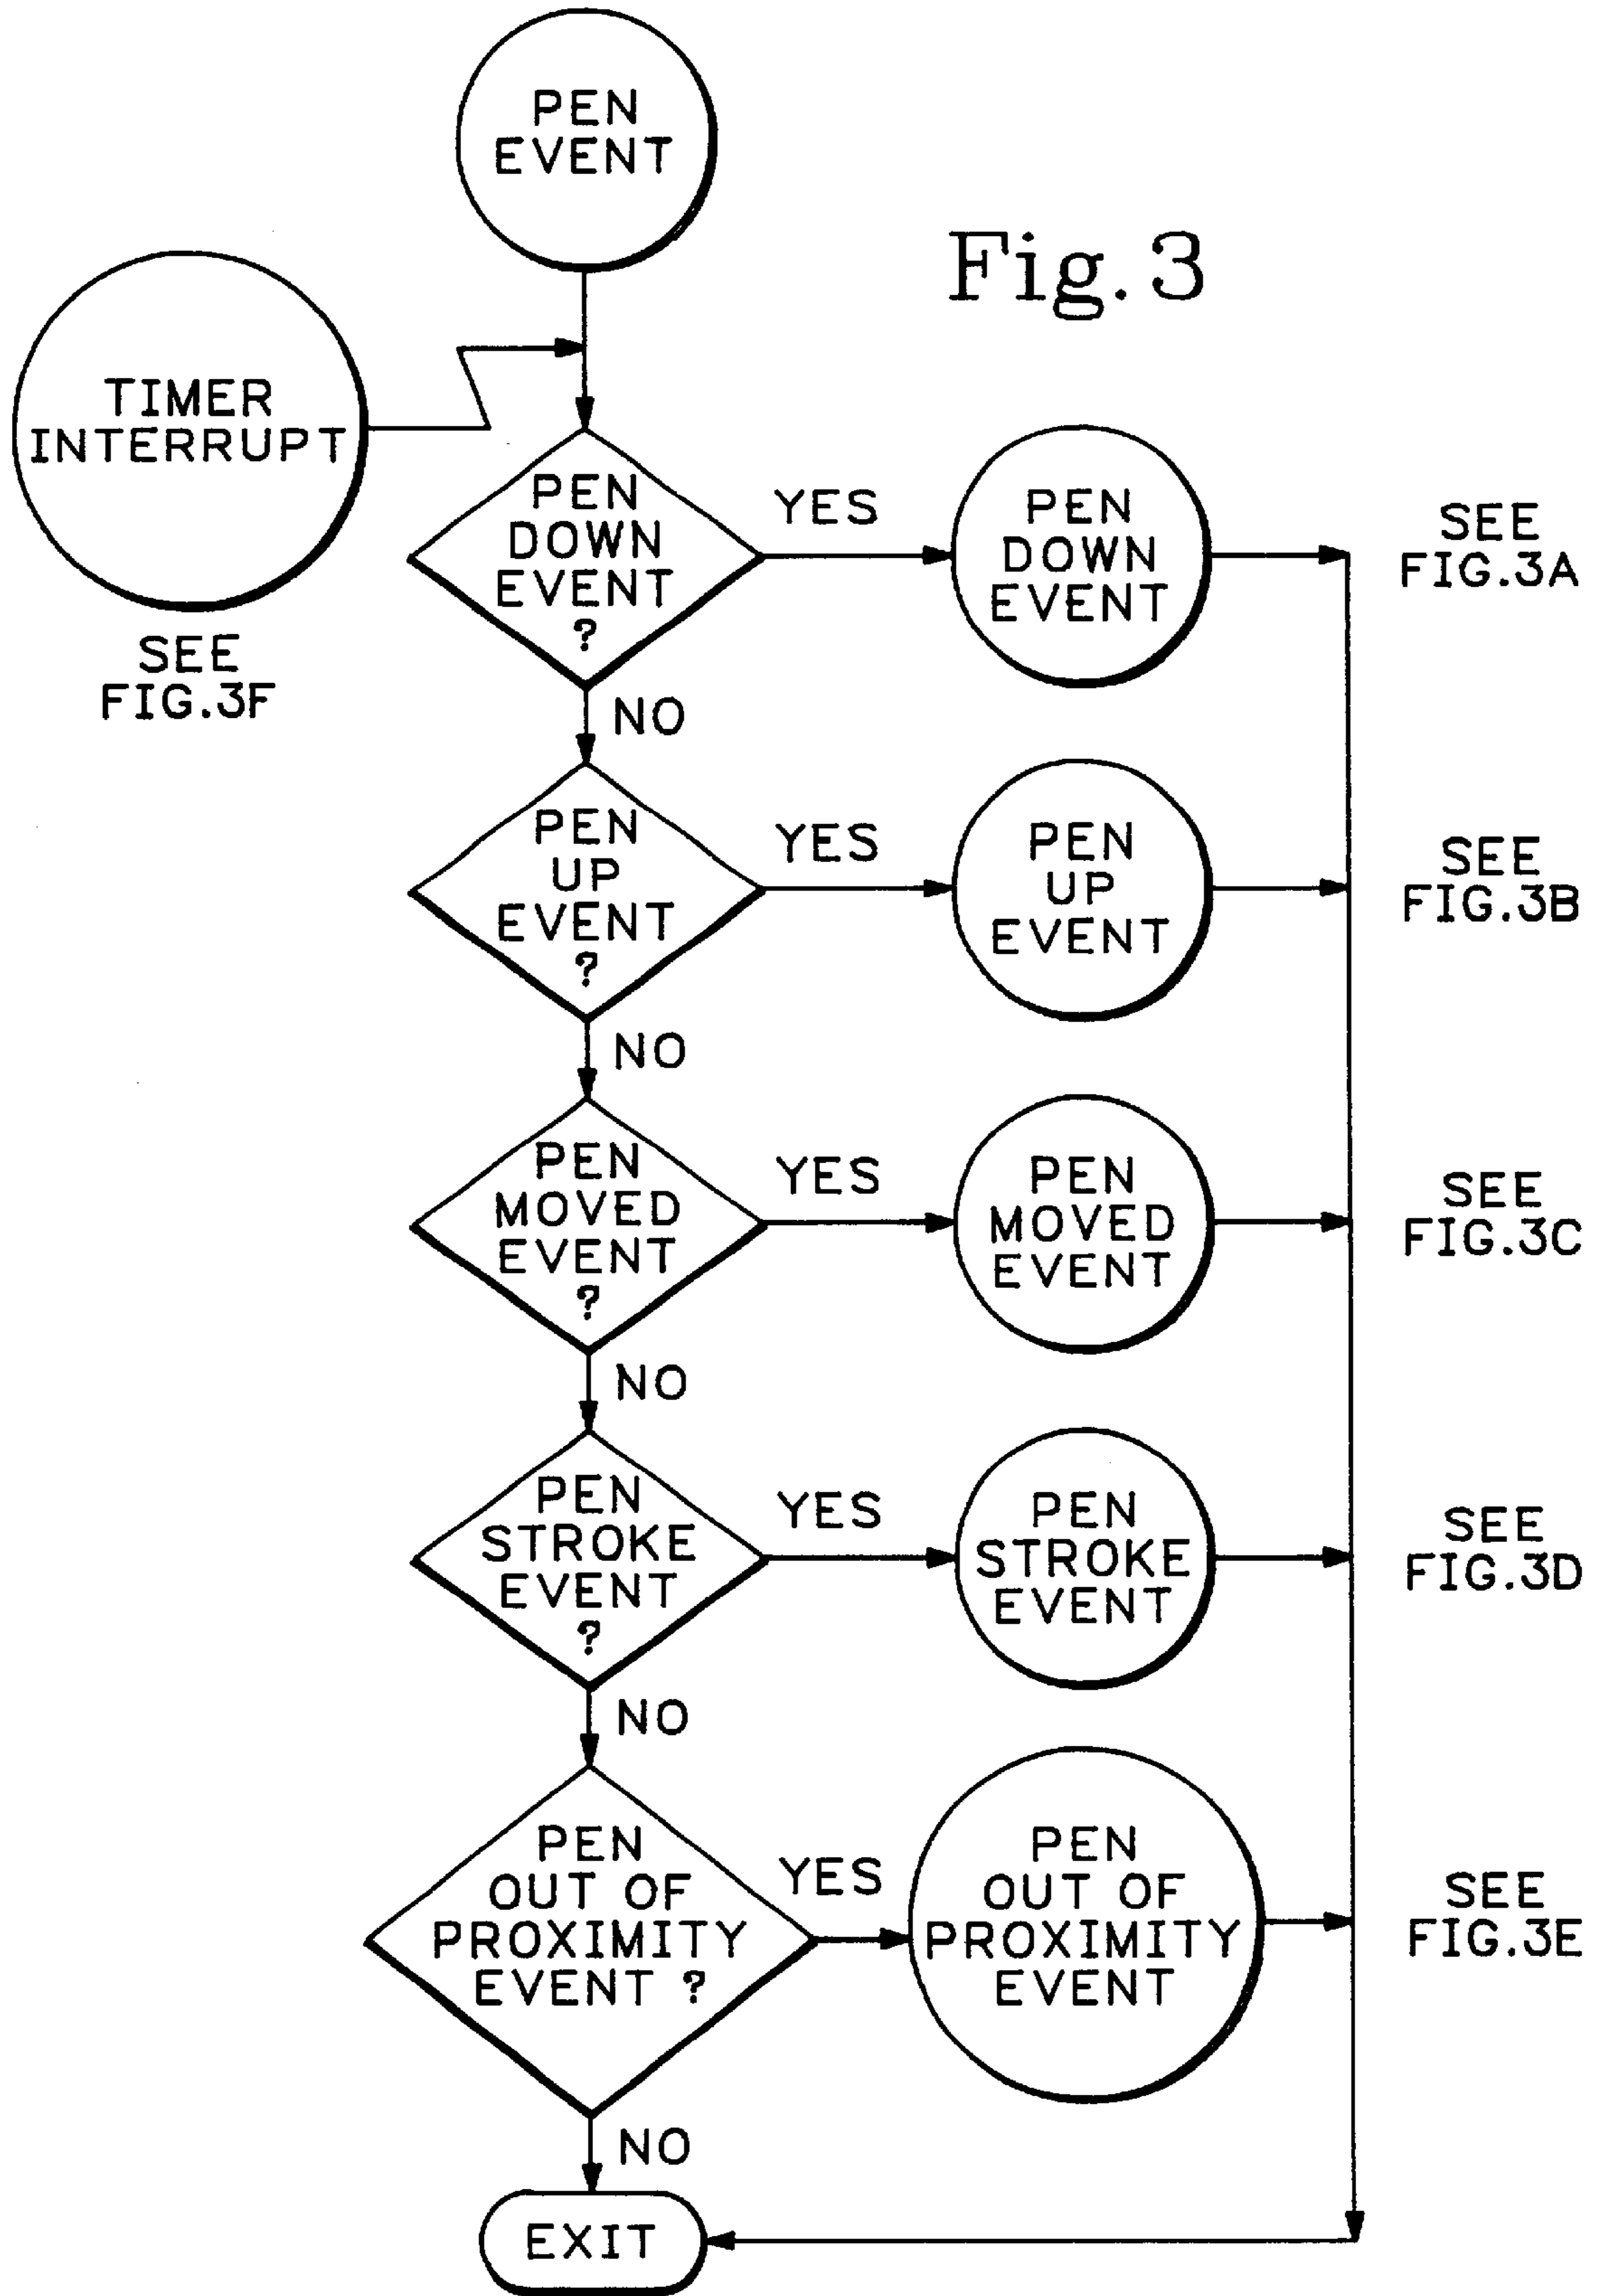 PEN
EVENT
Fig. 3
TIMER
INTERRUPT
SEE
FIG.3F
PEN
DOWN
EVENT
?
YES
PEN
DOWN
EVENT
SEE
FIG.3A
NO
PEN
UP
EVENT
?
YES
PEN
UP
EVENT
SEE
FIG.3B
NO
PEN
MOVED
EVENT
?
YES
PEN
MOVED
EVENT
SEE
FIG.3C
NO
PEN
STROKE
EVENT
?
YES
PEN
STROKE
EVENT
SEE
FIG.3D
NO
PEN
OUT OF
PROXIMITY
EVENT ?
YES
PEN
OUT OF
PROXIMITY
EVENT
SEE
FIG.3E
NO
EXIT